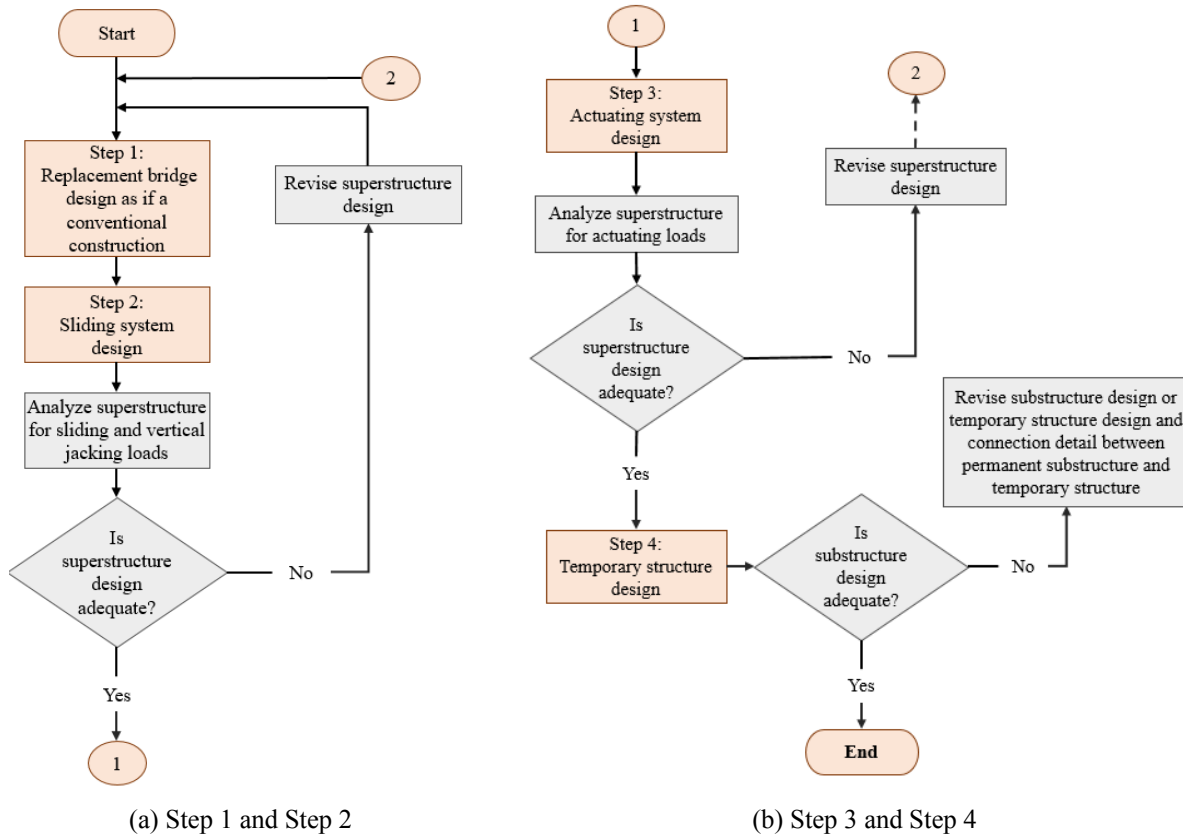 Start
2
Step 1:
Replacement bridge
design as if a
conventional
construction
Revise superstructure
design
Step 2:
Sliding system
design
Analyze superstructure
for sliding and vertical
jacking loads
Is
superstructure
design
adequate?
No
Yes
1
(a) Step 1 and Step 2
1
Step 3:
Actuating system
design
2
Revise superstructure
design
Analyze superstructure
for actuating loads
Is
superstructure
design
adequate?
No
Yes
Revise substructure design or
temporary structure design and
connection detail between
permanent substructure and
temporary structure
Step 4:
Temporary structure
design
Is
substructure
design
adequate?
No
Yes
End
(b) Step 3 and Step 4